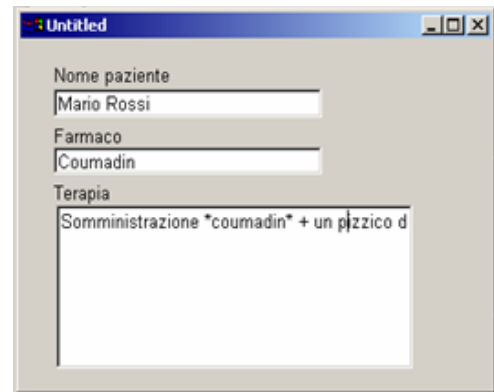 Untitled
Nome paziente
Mario Rossi
Farmaco
Coumadin
Terapia
Somministrazione *coumadin* + un pizzico d